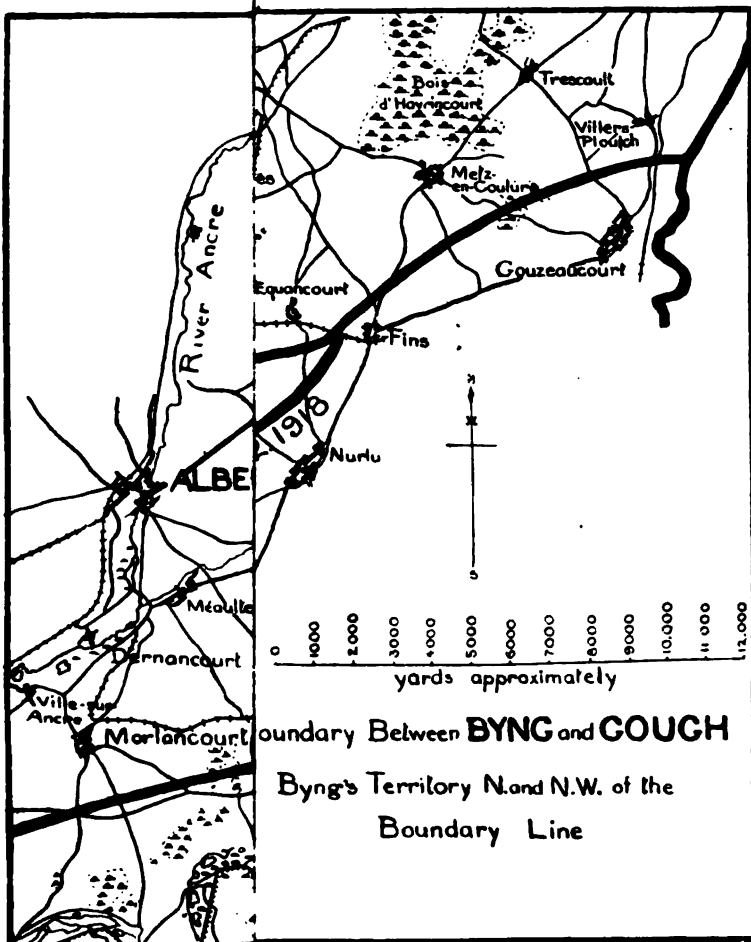 Trescault
Bois
d'Havrincourt
Villers
Plouich
es
Metz-
en-Couture
River Ancre
Gouzeaucourt
Equancourt
Fins
1918
Nurlu
ALBE
N
S
Méaulte
Dernancourt
0 1000 2000 3000 4000 5000 6000 7000 8000 9000 10.000 11 000 12.000
yards approximately
Ville-sur
Ancre
Morlancourt
oundary Between BYNG and GOUGH
Byng's Territory N. and N.W. of the
Boundary Line